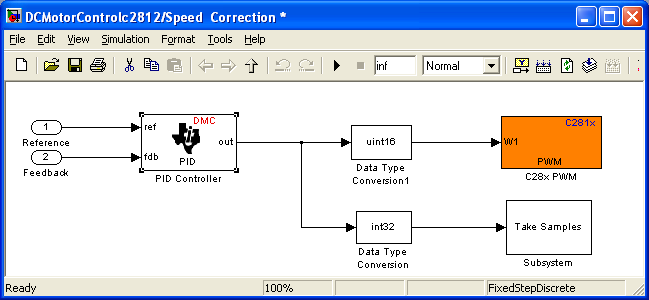 DCMotorControlc2812/Speed Correction *
File Edit View Simulation Format Tools Help
inf Normal
1
Reference
2
Feedback
DMC
ref
fdb
out
PID
PID Controller
uint16
Data Type
Conversion1
C281x
W1
PWM
C28x PWM
int32
Data Type
Conversion
Take Samples
Subsystem
Ready 100% FixedStepDiscrete